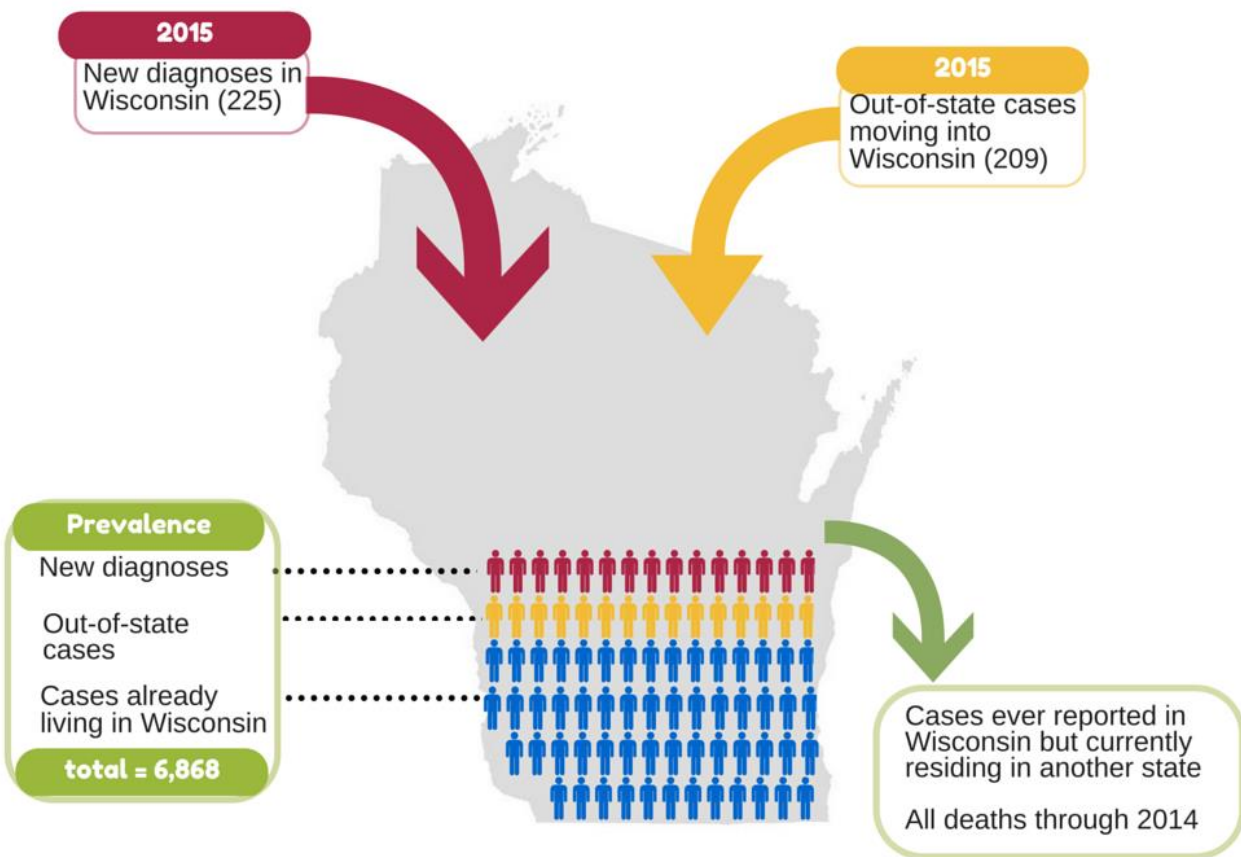 2015
New diagnoses in
Wisconsin (225)
2015
Out-of-state cases
moving into
Wisconsin (209)
Prevalence
New diagnoses
Out-of-state
cases
Cases already
living in Wisconsin
total = 6,868
Cases ever reported in
Wisconsin but currently
residing in another state
All deaths through 2014